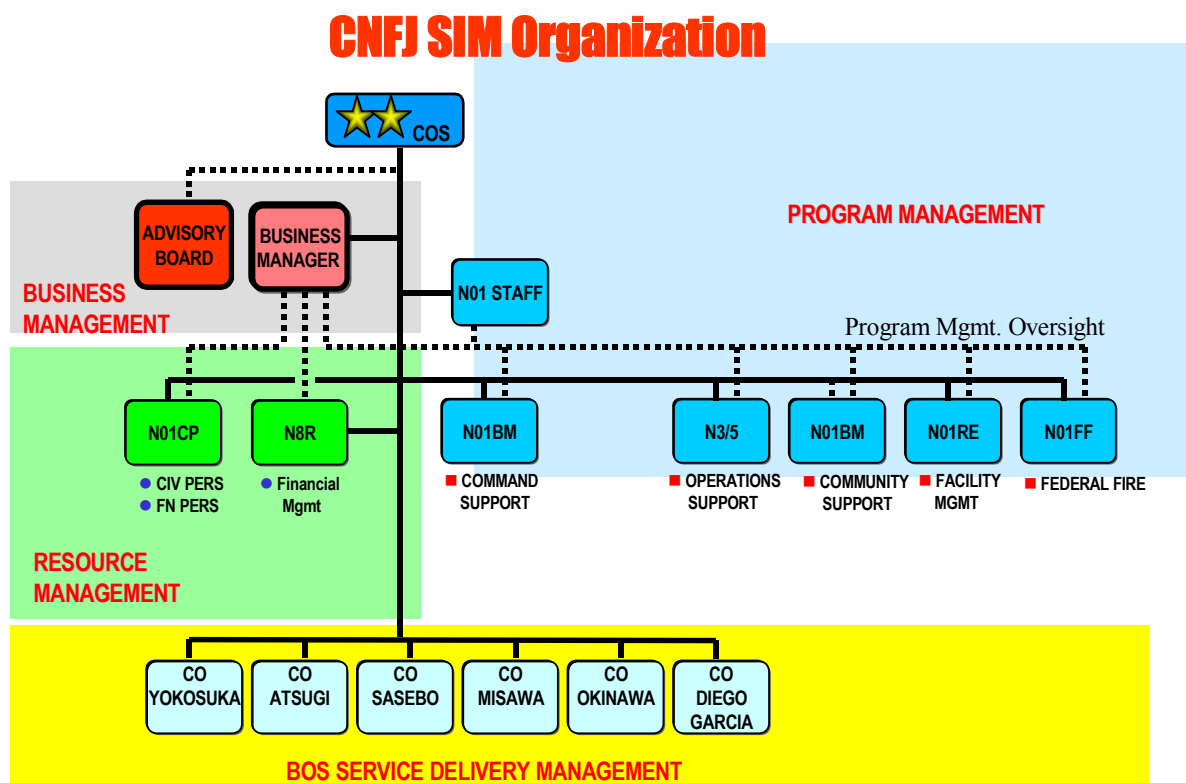 CNFJ SIM Organization
COS
PROGRAM MANAGEMENT
ADVISORY
BOARD
BUSINESS
MANAGER
BUSINESS
MANAGEMENT
N01 STAFF
Program Mgmt. Oversight
N01CP
N8R
N01BM
N3/5
N01BM
N01RE
N01FF
CIV PERS
FN PERS
Financial
Mgmt
COMMAND
SUPPORT
OPERATIONS
SUPPORT
COMMUNITY
SUPPORT
FACILITY
MGMT
FEDERAL FIRE
RESOURCE
MANAGEMENT
CO
YOKOSUKA
CO
ATSUGI
CO
SASEBO
CO
MISAWA
CO
OKINAWA
CO
DIEGO
GARCIA
BOS SERVICE DELIVERY MANAGEMENT